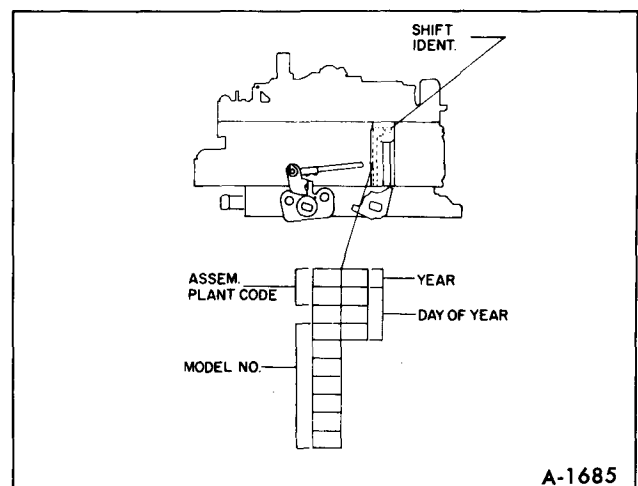 SHIFT
IDENT.
ASSEM.
PLANT CODE
YEAR
DAY OF YEAR
MODEL NO.
A-1685